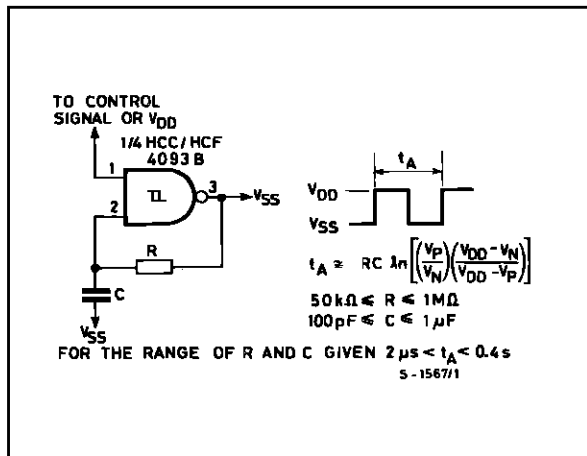 TO CONTROL
SIGNAL OR VDD
1/4 HCC/HCF
4093 B
1
2
3
VSS
R
C
VSS
tA
VDD
VSS
tA ≅ RC ln[(VP/VN)(VDD-VN/VDD-VP)]
50kΩ ≤ R ≤ 1MΩ
100pF ≤ C ≤ 1µF
FOR THE RANGE OF R AND C GIVEN 2µs < tA < 0.4s
S-1567/1